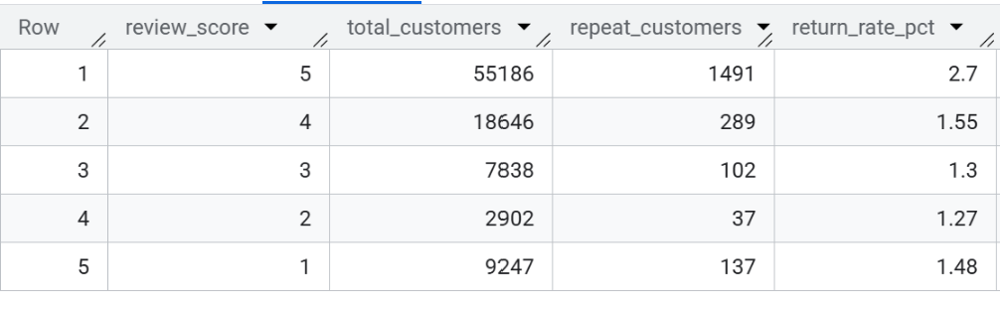 Row review_score total_customers repeat_customers return_rate_pct
1 5 55186 1491 2.7
2 4 18646 289 1.55
3 3 7838 102 1.3
4 2 2902 37 1.27
5 1 9247 137 1.48